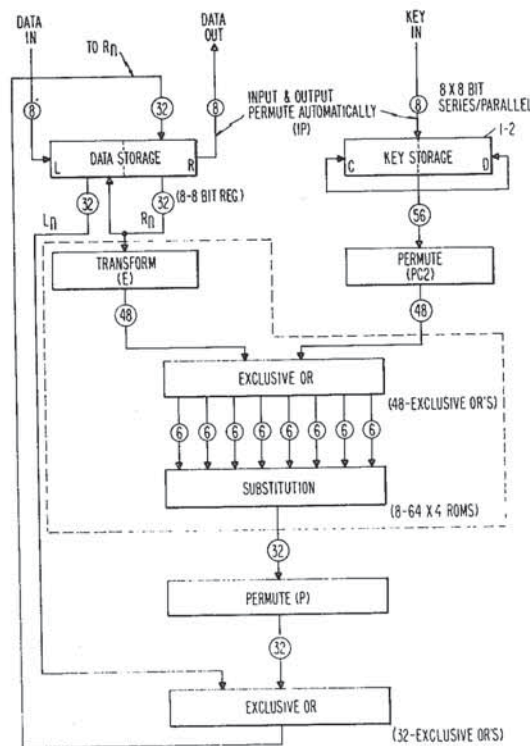 DATA
IN
DATA
OUT
KEY
IN
TO Rn
8
32
8
INPUT & OUTPUT
PERMUTE AUTOMATICALLY
(IP)
8
8 X 8 BIT
SERIES/PARALLEL
1-2
L DATA STORAGE R
C KEY STORAGE D
32
32
(8-8 BIT REG.)
Ln
Rn
56
TRANSFORM
(E)
PERMUTE
(PC2)
48
48
EXCLUSIVE OR
(48-EXCLUSIVE OR'S)
6 6 6 6 6 6 6 6
SUBSTITUTION
(8-64 X 4 ROMS)
32
PERMUTE (P)
32
EXCLUSIVE OR
(32-EXCLUSIVE OR'S)